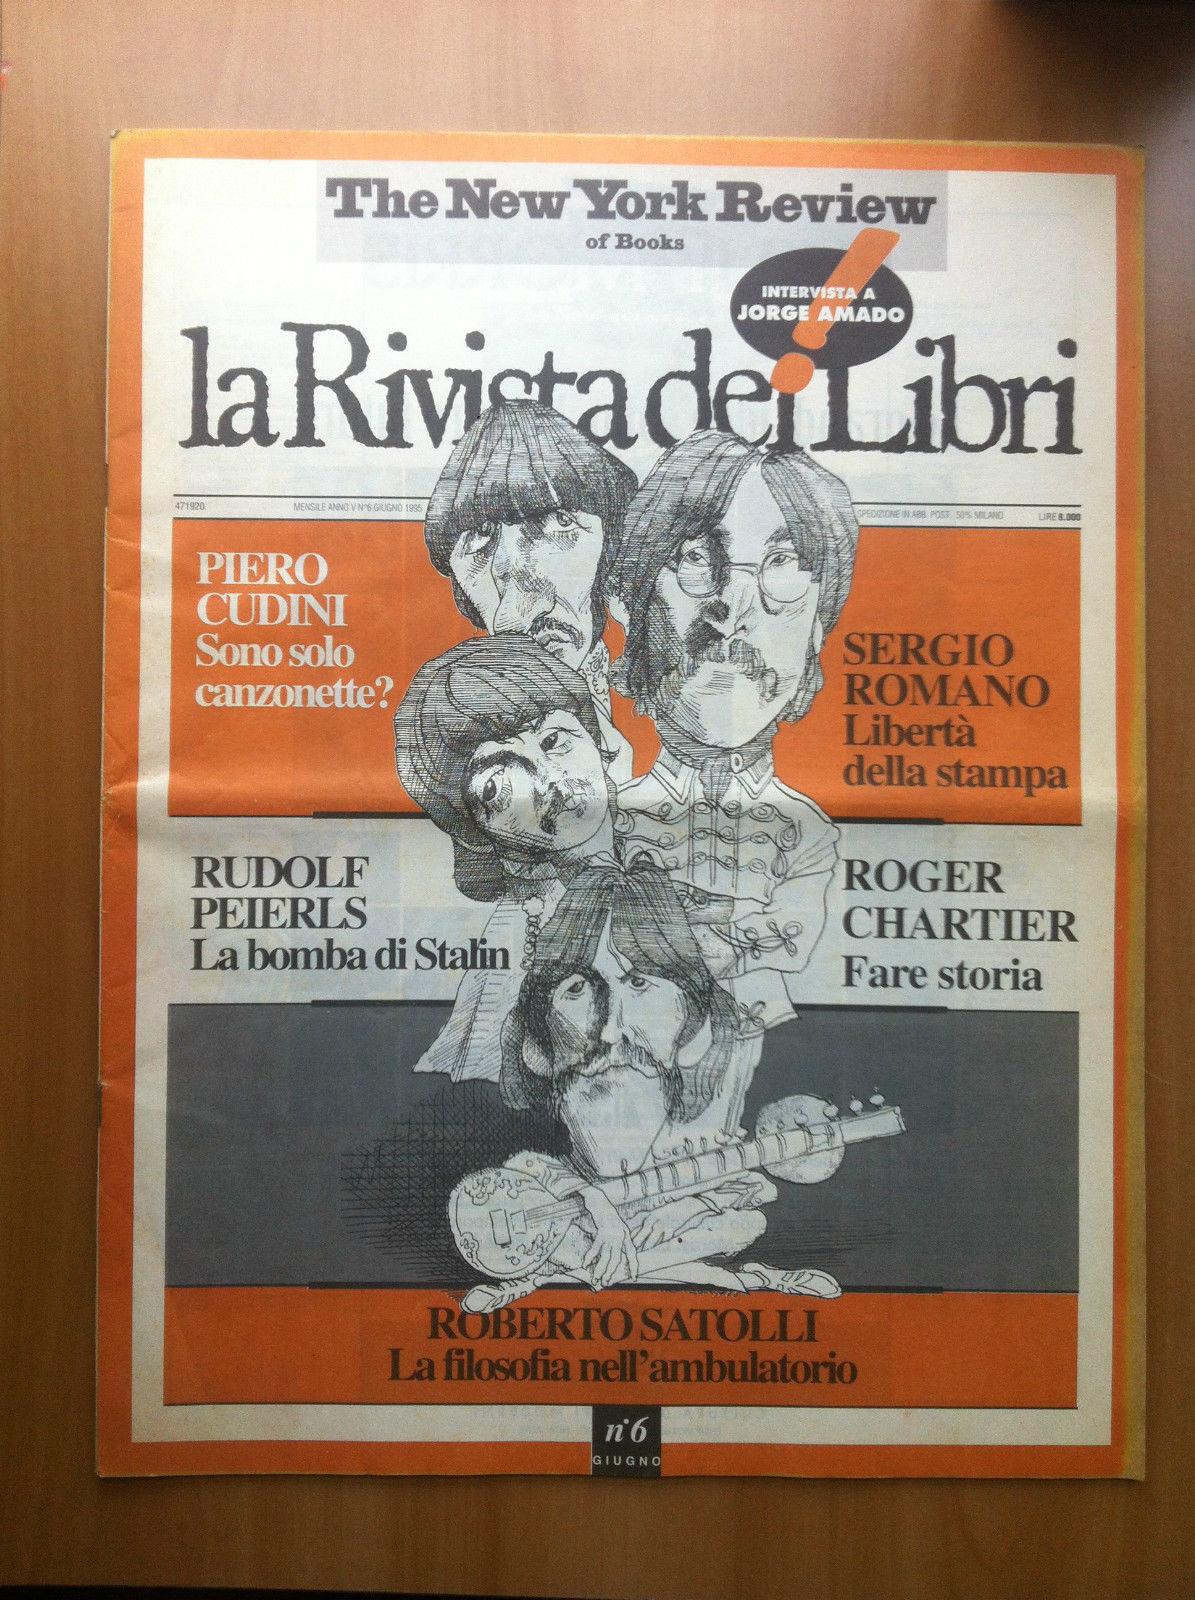 The New York Review
of Books
INTERVISTA A
JORGE AMADO
la Rivista dei Libri
471920
MENSILE ANNO V N°6 GIUGNO 1995
SPEDIZIONE IN ABB. POST. 50% MILANO
LIRE 8.000
PIERO
CUDINI
Sono solo
canzonette?
SERGIO
ROMANO
Libertà
della stampa
RUDOLF
PEIERLS
La bomba di Stalin
ROGER
CHARTIER
Fare storia
ROBERTO SATOLLI
La filosofia nell'ambulatorio
n°6
GIUGNO